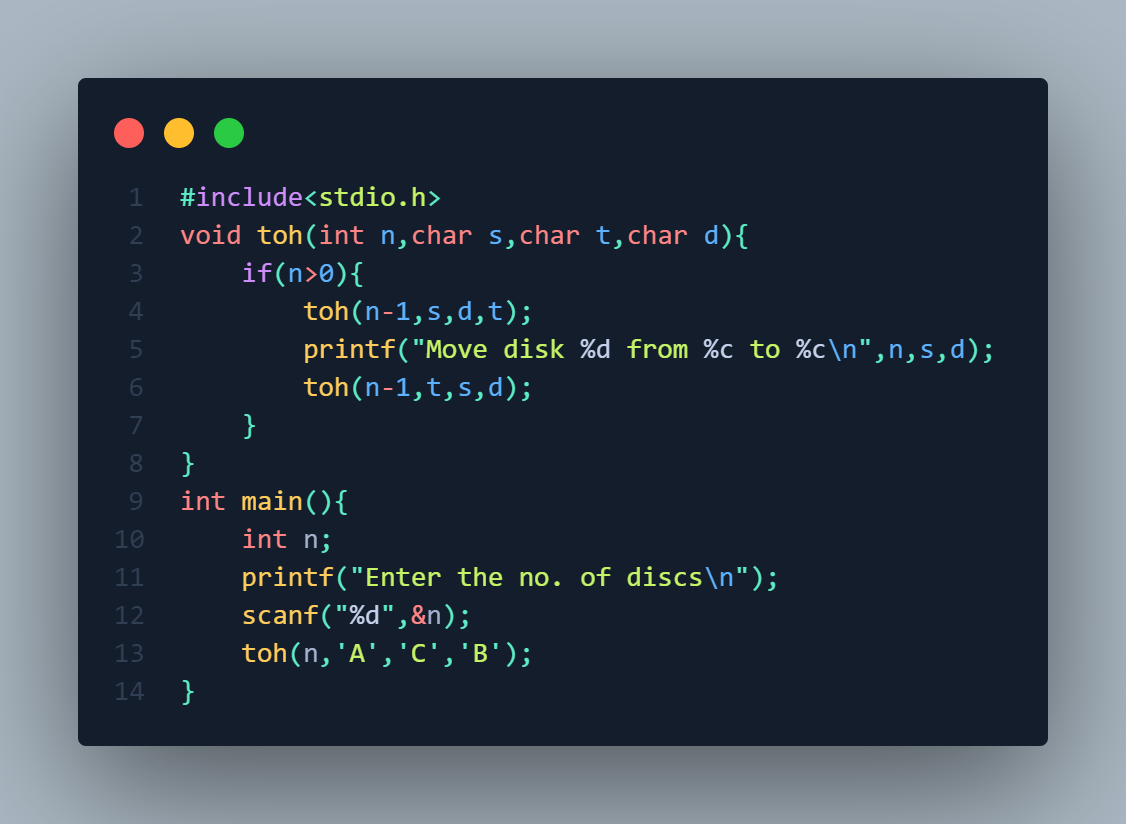 1 #include<stdio.h>
2 void toh(int n,char s,char t,char d){
3     if(n>0){
4         toh(n-1,s,d,t);
5         printf("Move disk %d from %c to %c\n",n,s,d);
6         toh(n-1,t,s,d);
7     }
8 }
9 int main(){
10     int n;
11     printf("Enter the no. of discs\n");
12     scanf("%d",&n);
13     toh(n,'A','C','B');
14 }